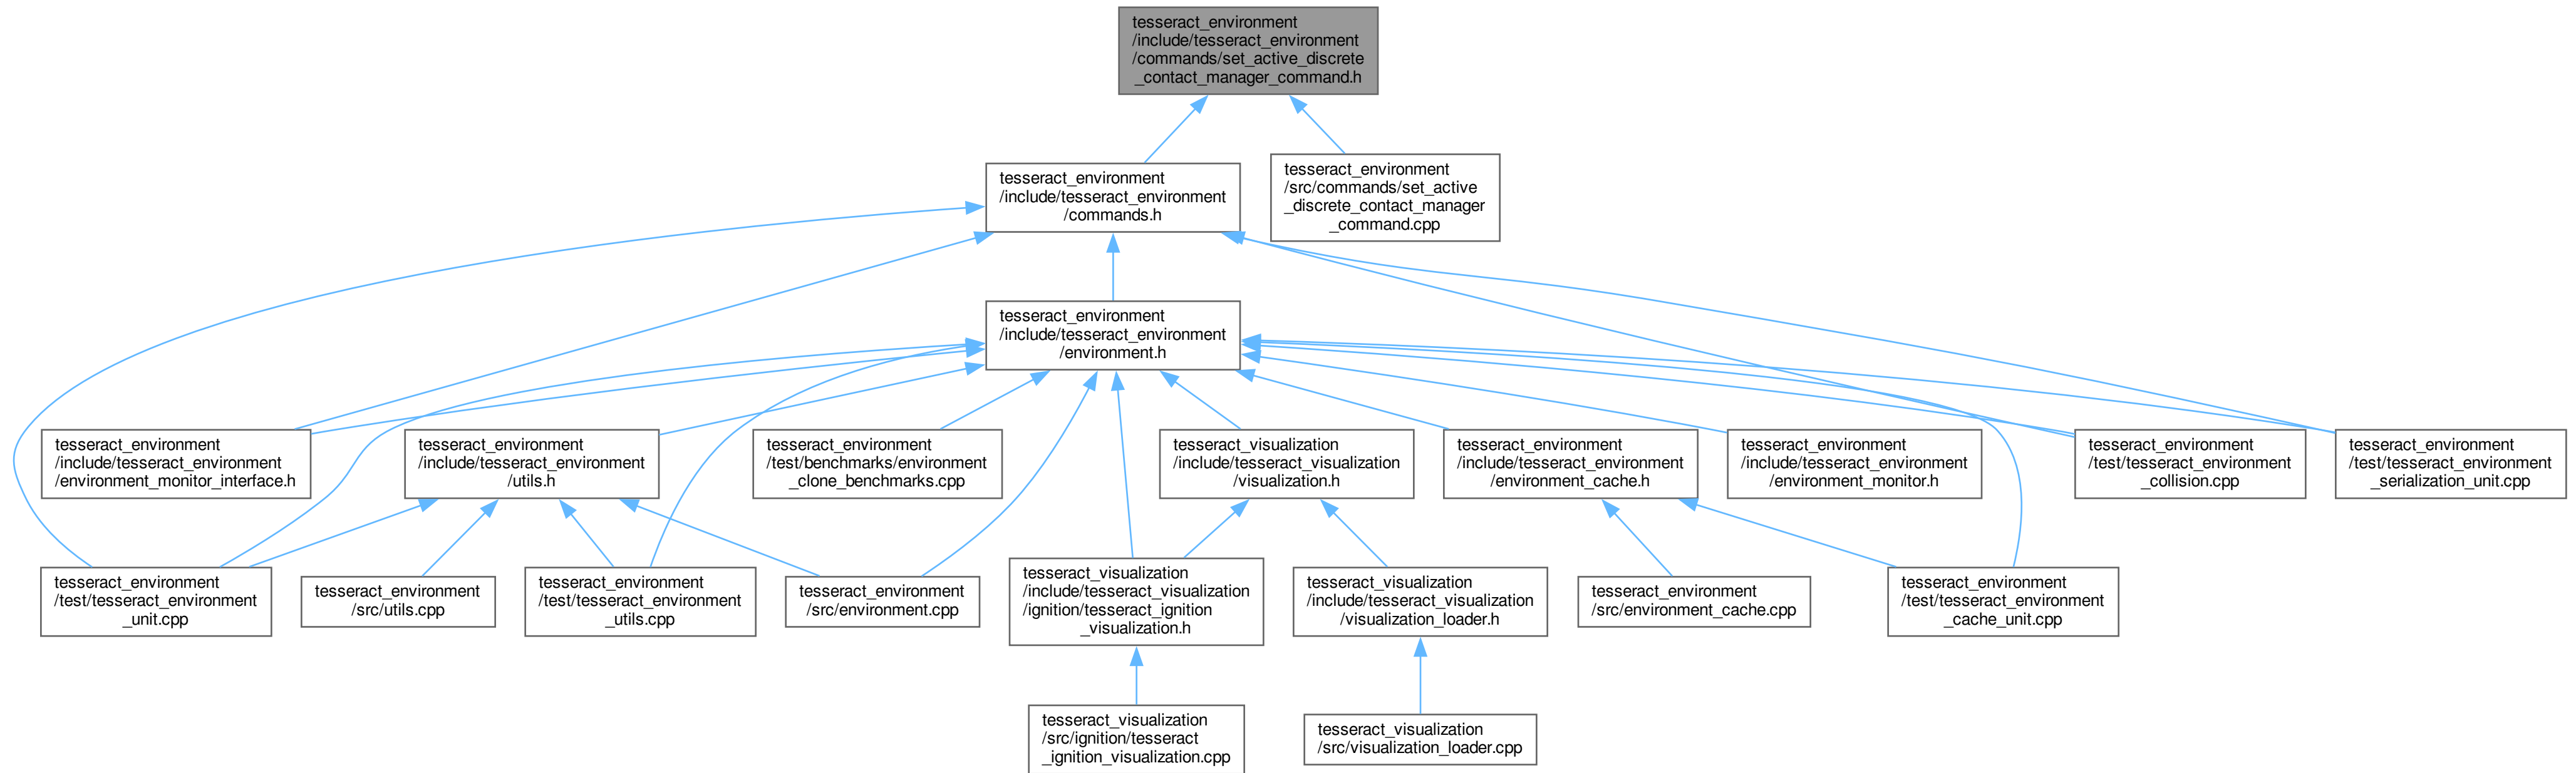 tesseract_environment
/include/tesseract_environment
/commands/set_active_discrete
_contact_manager_command.h
tesseract_environment
/include/tesseract_environment
/commands.h
tesseract_environment
/src/commands/set_active
_discrete_contact_manager
_command.cpp
tesseract_environment
/include/tesseract_environment
/environment.h
tesseract_environment
/include/tesseract_environment
/environment_monitor_interface.h
tesseract_environment
/include/tesseract_environment
/utils.h
tesseract_environment
/test/benchmarks/environment
_clone_benchmarks.cpp
tesseract_visualization
/include/tesseract_visualization
/visualization.h
tesseract_environment
/include/tesseract_environment
/environment_cache.h
tesseract_environment
/include/tesseract_environment
/environment_monitor.h
tesseract_environment
/test/tesseract_environment
_collision.cpp
tesseract_environment
/test/tesseract_environment
_serialization_unit.cpp
tesseract_environment
/test/tesseract_environment
_unit.cpp
tesseract_environment
/src/utils.cpp
tesseract_environment
/test/tesseract_environment
_utils.cpp
tesseract_environment
/src/environment.cpp
tesseract_visualization
/include/tesseract_visualization
/ignition/tesseract_ignition
_visualization.h
tesseract_visualization
/include/tesseract_visualization
/visualization_loader.h
tesseract_environment
/src/environment_cache.cpp
tesseract_environment
/test/tesseract_environment
_cache_unit.cpp
tesseract_visualization
/src/ignition/tesseract
_ignition_visualization.cpp
tesseract_visualization
/src/visualization_loader.cpp